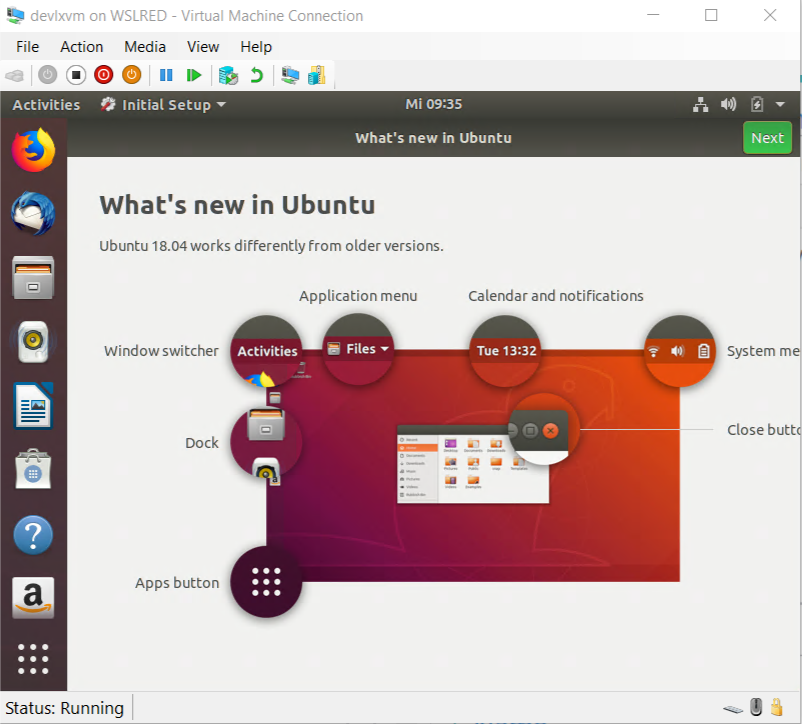 devlxvm on WSLRED - Virtual Machine Connection
File Action Media View Help
Activities Initial Setup Mi 09:35
What's new in Ubuntu Next
What's new in Ubuntu
Ubuntu 18.04 works differently from older versions.
Application menu Calendar and notifications
Window switcher Activities Files Tue 13:32 System me
Dock Close butto
Apps button
Status: Running